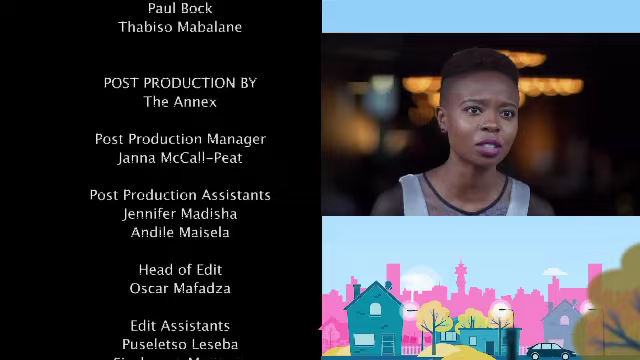 Paul Bock
Thabiso Mabalane
POST PRODUCTION BY
The Annex
Post Production Manager
Janna McCall-Peat
Post Production Assistants
Jennifer Madisha
Andile Maisela
Head of Edit
Oscar Mafadza
Edit Assistants
Puseletso Leseba